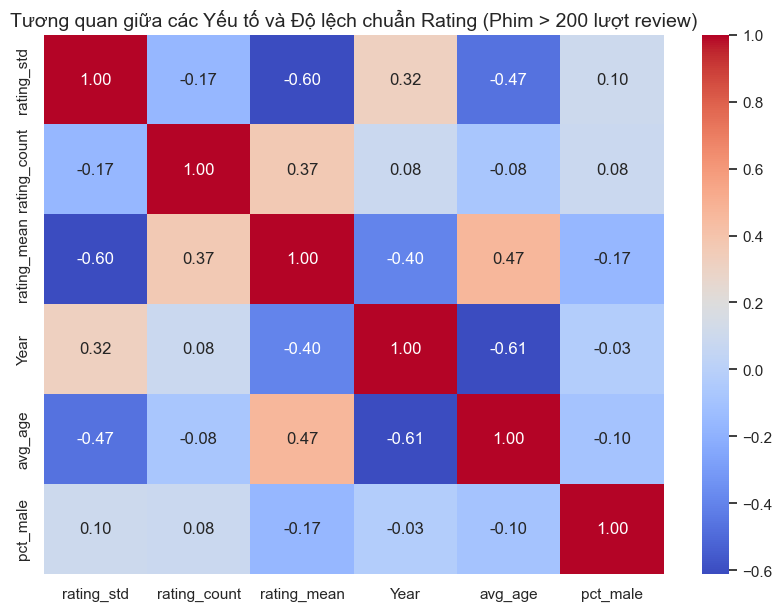 Tương quan giữa các Yếu tố và Độ lệch chuẩn Rating (Phim > 200 lượt review)
rating_std 1.00 -0.17 -0.60 0.32 -0.47 0.10
rating_count -0.17 1.00 0.37 0.08 -0.08 0.08
rating_mean -0.60 0.37 1.00 -0.40 0.47 -0.17
Year 0.32 0.08 -0.40 1.00 -0.61 -0.03
avg_age -0.47 -0.08 0.47 -0.61 1.00 -0.10
pct_male 0.10 0.08 -0.17 -0.03 -0.10 1.00
rating_std rating_count rating_mean Year avg_age pct_male
1.0
0.8
0.6
0.4
0.2
0.0
−0.2
−0.4
−0.6